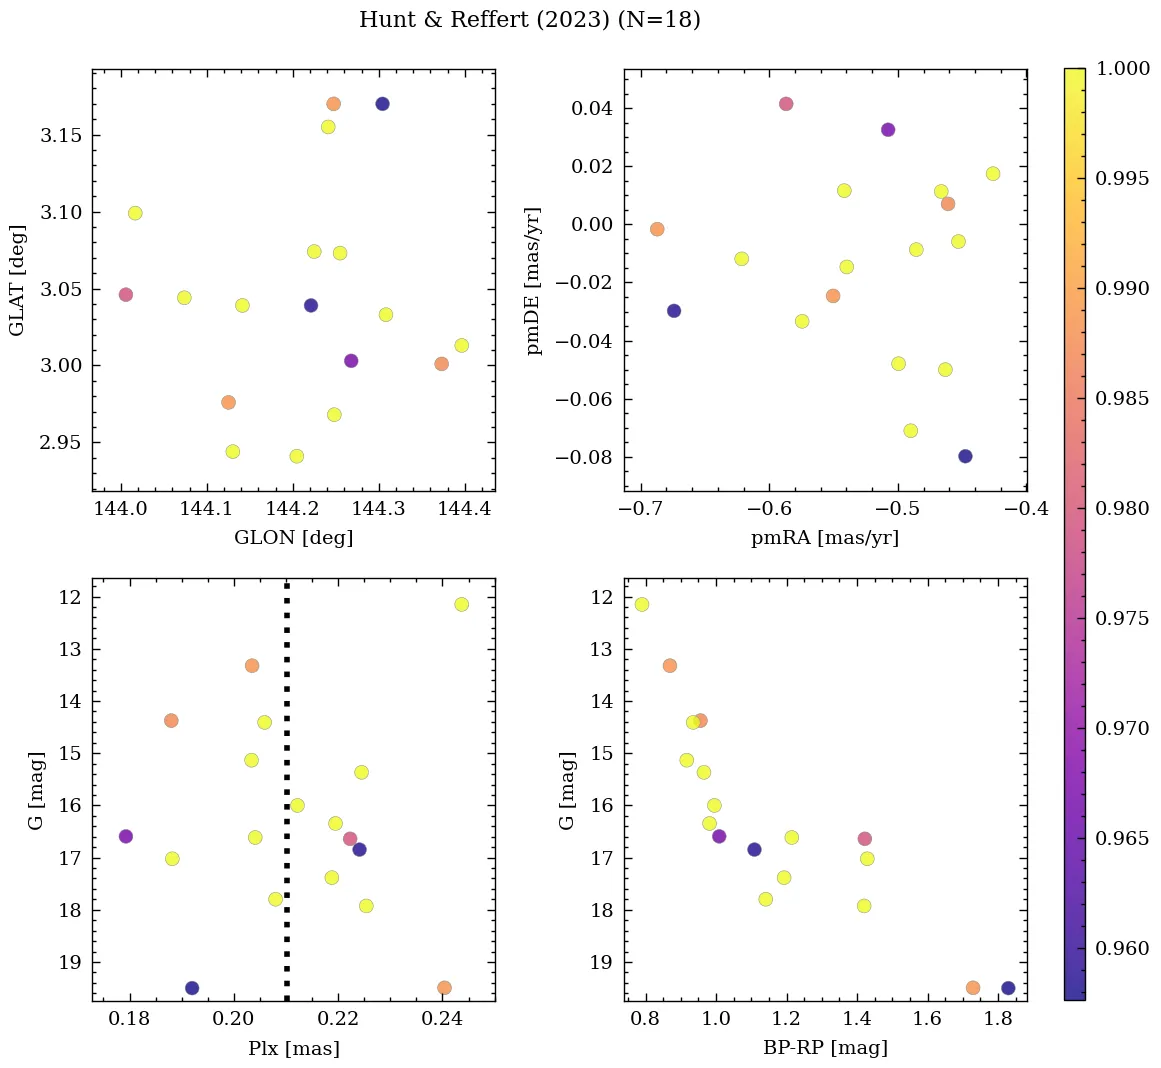 Hunt & Reffert (2023) (N=18)
3.15
3.10
3.05
3.00
2.95
GLAT [deg]
144.0 144.1 144.2 144.3 144.4
GLON [deg]
0.04
0.02
0.00
−0.02
−0.04
−0.06
−0.08
pmDE [mas/yr]
−0.7 −0.6 −0.5 −0.4
pmRA [mas/yr]
12
13
14
15
16
17
18
19
G [mag]
0.18 0.20 0.22 0.24
Plx [mas]
12
13
14
15
16
17
18
19
G [mag]
0.8 1.0 1.2 1.4 1.6 1.8
BP-RP [mag]
1.000
0.995
0.990
0.985
0.980
0.975
0.970
0.965
0.960